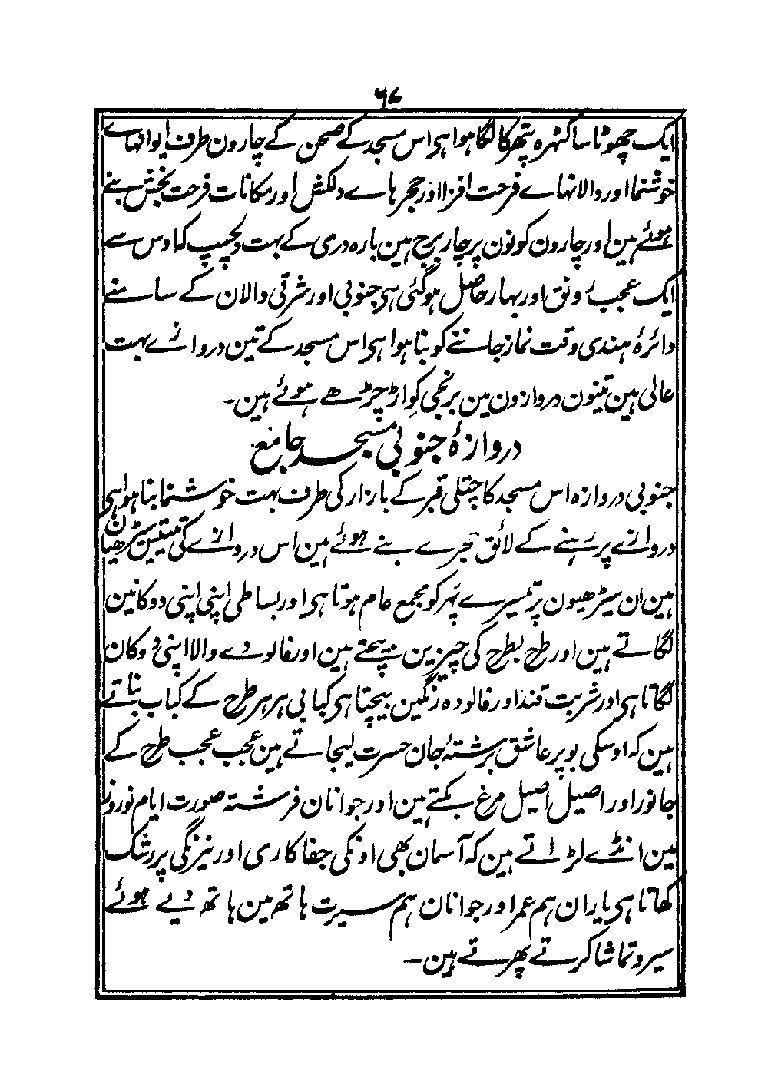 ۶۷
ایک چھوٹا سا کٹہرہ پتھر کا لگا ہوا ہی اس مسجد کے صحن کے چارون طرف ایوانہاے
خوشنما اور دالانہاے فرحت افزا اور حجرہاے دلکش اور مکانات فرحت بخش بنے
ہوئے ہین اور چارون کونون پر چار برج ہین بارہ دری کے بہت دلچسپ کہ اوس سے
ایک عجب رونق اور بہار حاصل ہوگئی ہی جنوبی اور شرقی دالان کے سامنے
دائرۂ ہندی وقت نماز جاننے کو بنا ہوا ہی اس مسجد کے تین دروازے بہت
عالی ہین تینون دروازون مین برنجی کواڑ چڑھے ہوئے ہین۔
دروازۂ جنوبی مسجد جامع
جنوبی دروازہ اس مسجد کا چتلی قبر کے بازار کی طرف بہت خوشنما بنا ہوا ہی
دروازے پر رہنے کے لائق حجرے بنے ہوئے ہین اس دروازے کی تینتیس سیڑھیان
ہین ان سیڑھیون پر تیسرے پہر کو مجمع عام ہوتا ہی اور بساطی اپنی اپنی دوکانین
لگاتے ہین اور طرح بطرح کی چیزین بیچتے ہین اور فالودے والا اپنی دوکان
لگاتا ہی اور شربت قند اور فالودہ رنگین بیچتا ہی کبابی ہر ہر طرح کے کباب بناتے
ہین کہ اوسکی بو پر عاشق برشتۂ جان حسرت لیجاتے ہین عجب عجب طرح کے
جانور اور اصیل اصیل مرغ بکتے ہین اور جوانان فرشتہ صورت ایام نوروز
مین انڈے لڑاتے ہین کہ آسمان بھی اونکی جفاکاری اور نیرنگی پر رشک
کھاتا ہی یاران ہم عمر اور جوانان ہم سیرت ہاتھ مین ہاتھ دیے ہوئے
سیر و تماشا کرتے پھرتے ہین۔